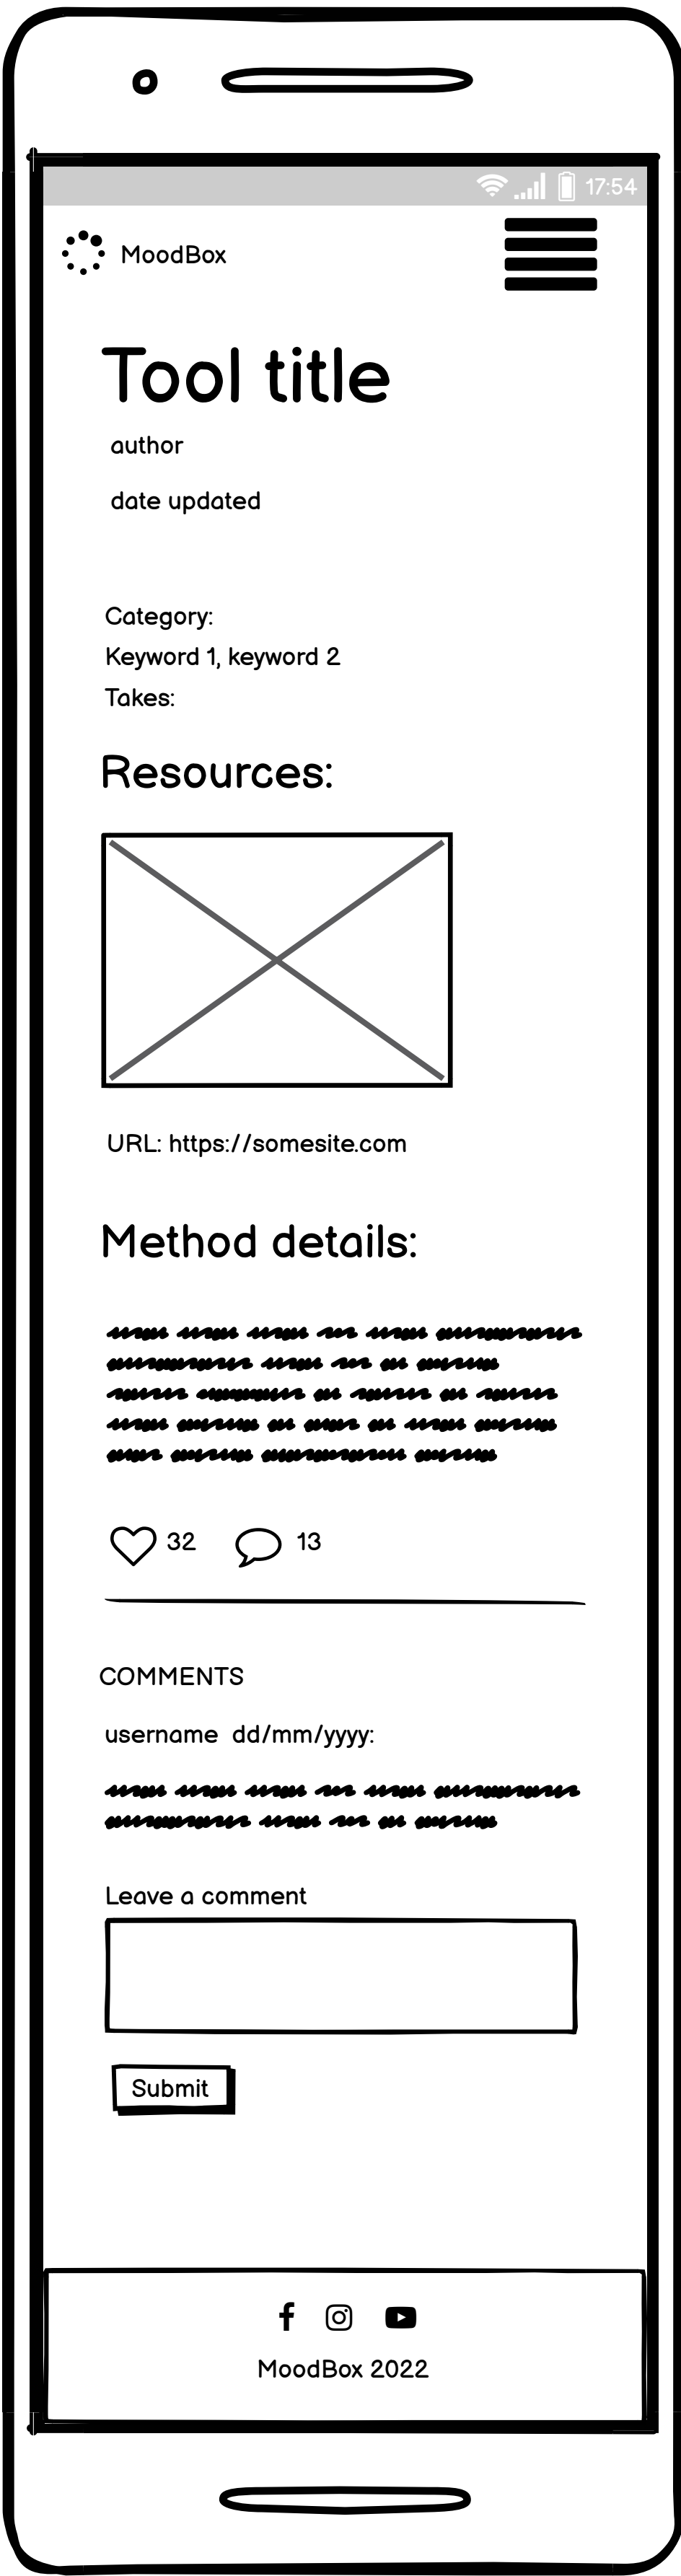 17:54
MoodBox
Tool title
author
date updated
Category:
Keyword 1, keyword 2
Takes:
Resources:
URL: https://somesite.com
Method details:
32 13
COMMENTS
username dd/mm/yyyy:
Leave a comment
Submit
MoodBox 2022